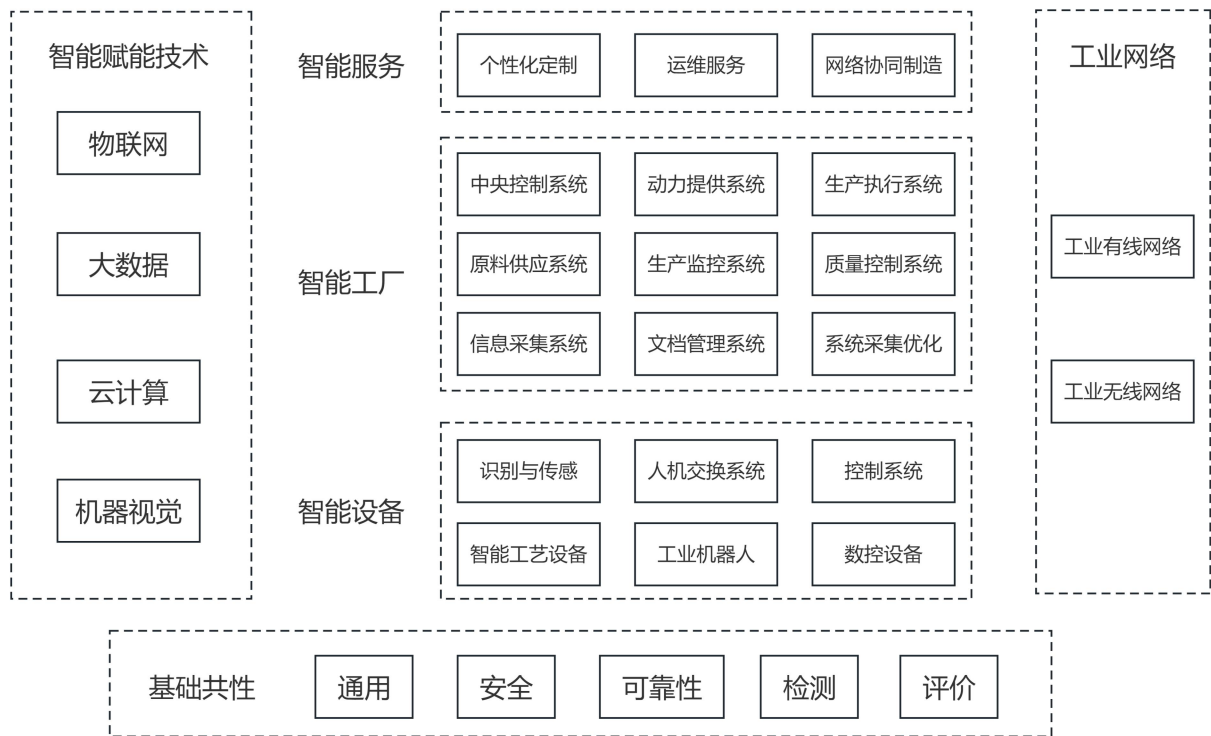 智能赋能技术
物联网
大数据
云计算
机器视觉
智能服务
个性化定制
运维服务
网络协同制造
智能工厂
中央控制系统
动力提供系统
生产执行系统
原料供应系统
生产监控系统
质量控制系统
信息采集系统
文档管理系统
系统采集优化
智能设备
识别与传感
人机交换系统
控制系统
智能工艺设备
工业机器人
数控设备
工业网络
工业有线网络
工业无线网络
基础共性
通用
安全
可靠性
检测
评价